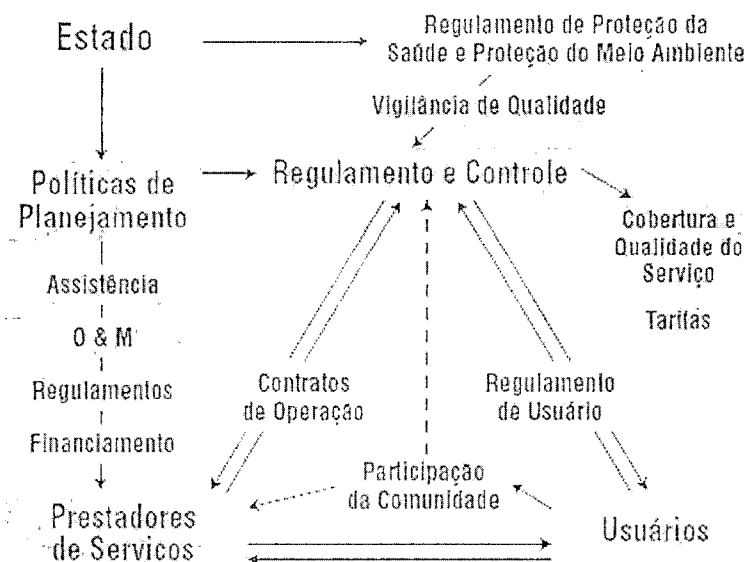 Estado
Regulamento de Proteção da
Saúde e Proteção do Meio Ambiente
Vigilância de Qualidade
Políticas de
Planejamento
Regulamento e Controle
Cobertura e
Qualidade do
Serviço
Tarifas
Assistência
O & M
Regulamentos
Financiamento
Contratos
de Operação
Regulamento
de Usuário
Participação
da Comunidade
Prestadores
de Servicos
Usuários